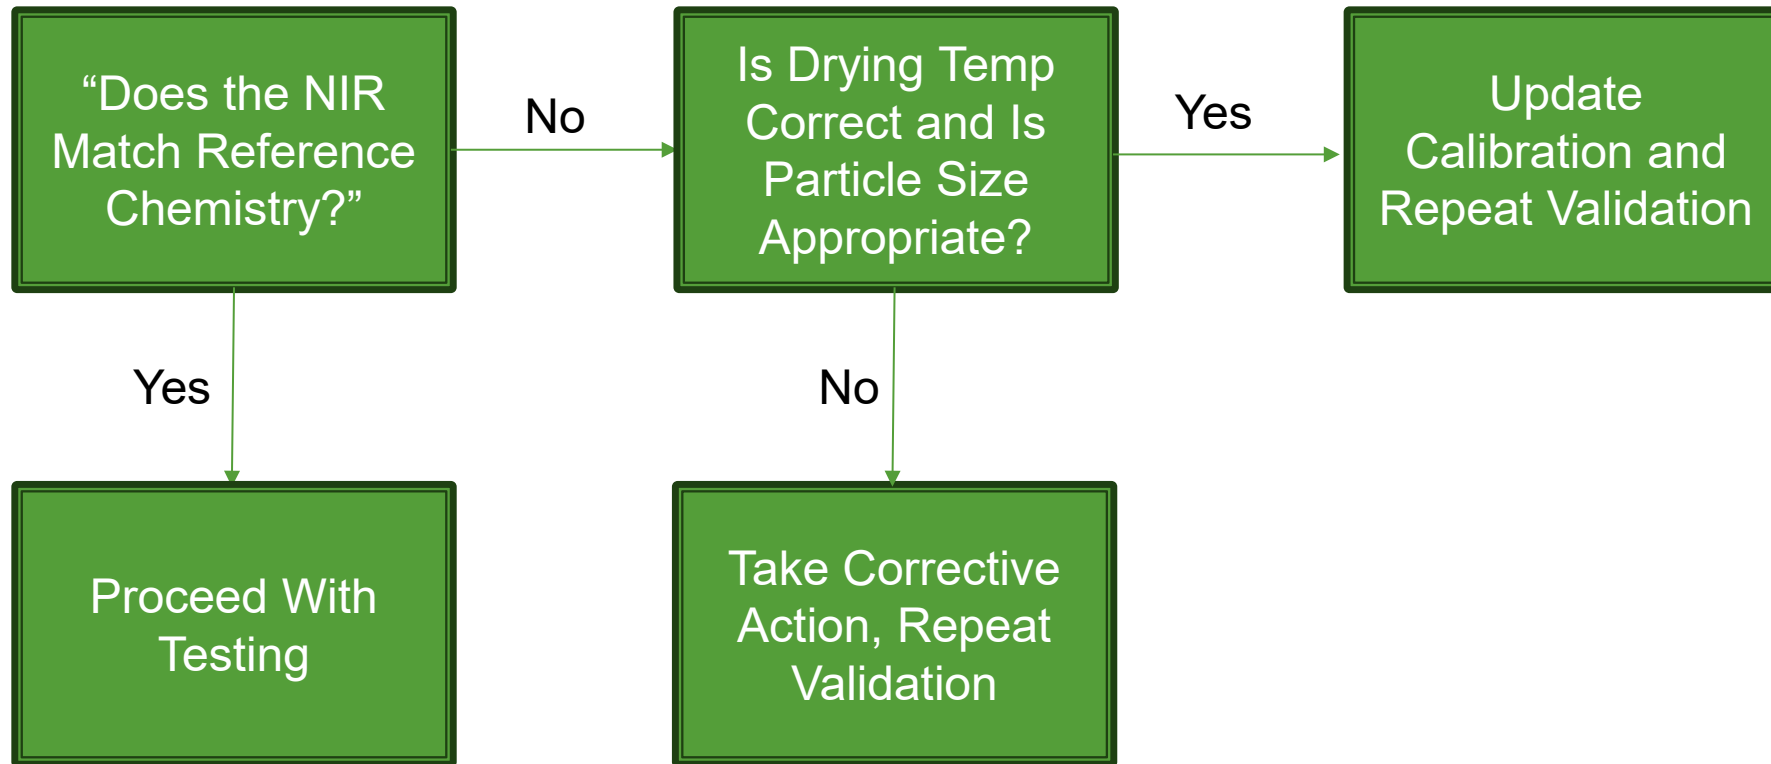 “Does the NIR
Match Reference
Chemistry?”
No
Is Drying Temp
Correct and Is
Particle Size
Appropriate?
Yes
Update
Calibration and
Repeat Validation
Yes
No
Proceed With
Testing
Take Corrective
Action, Repeat
Validation